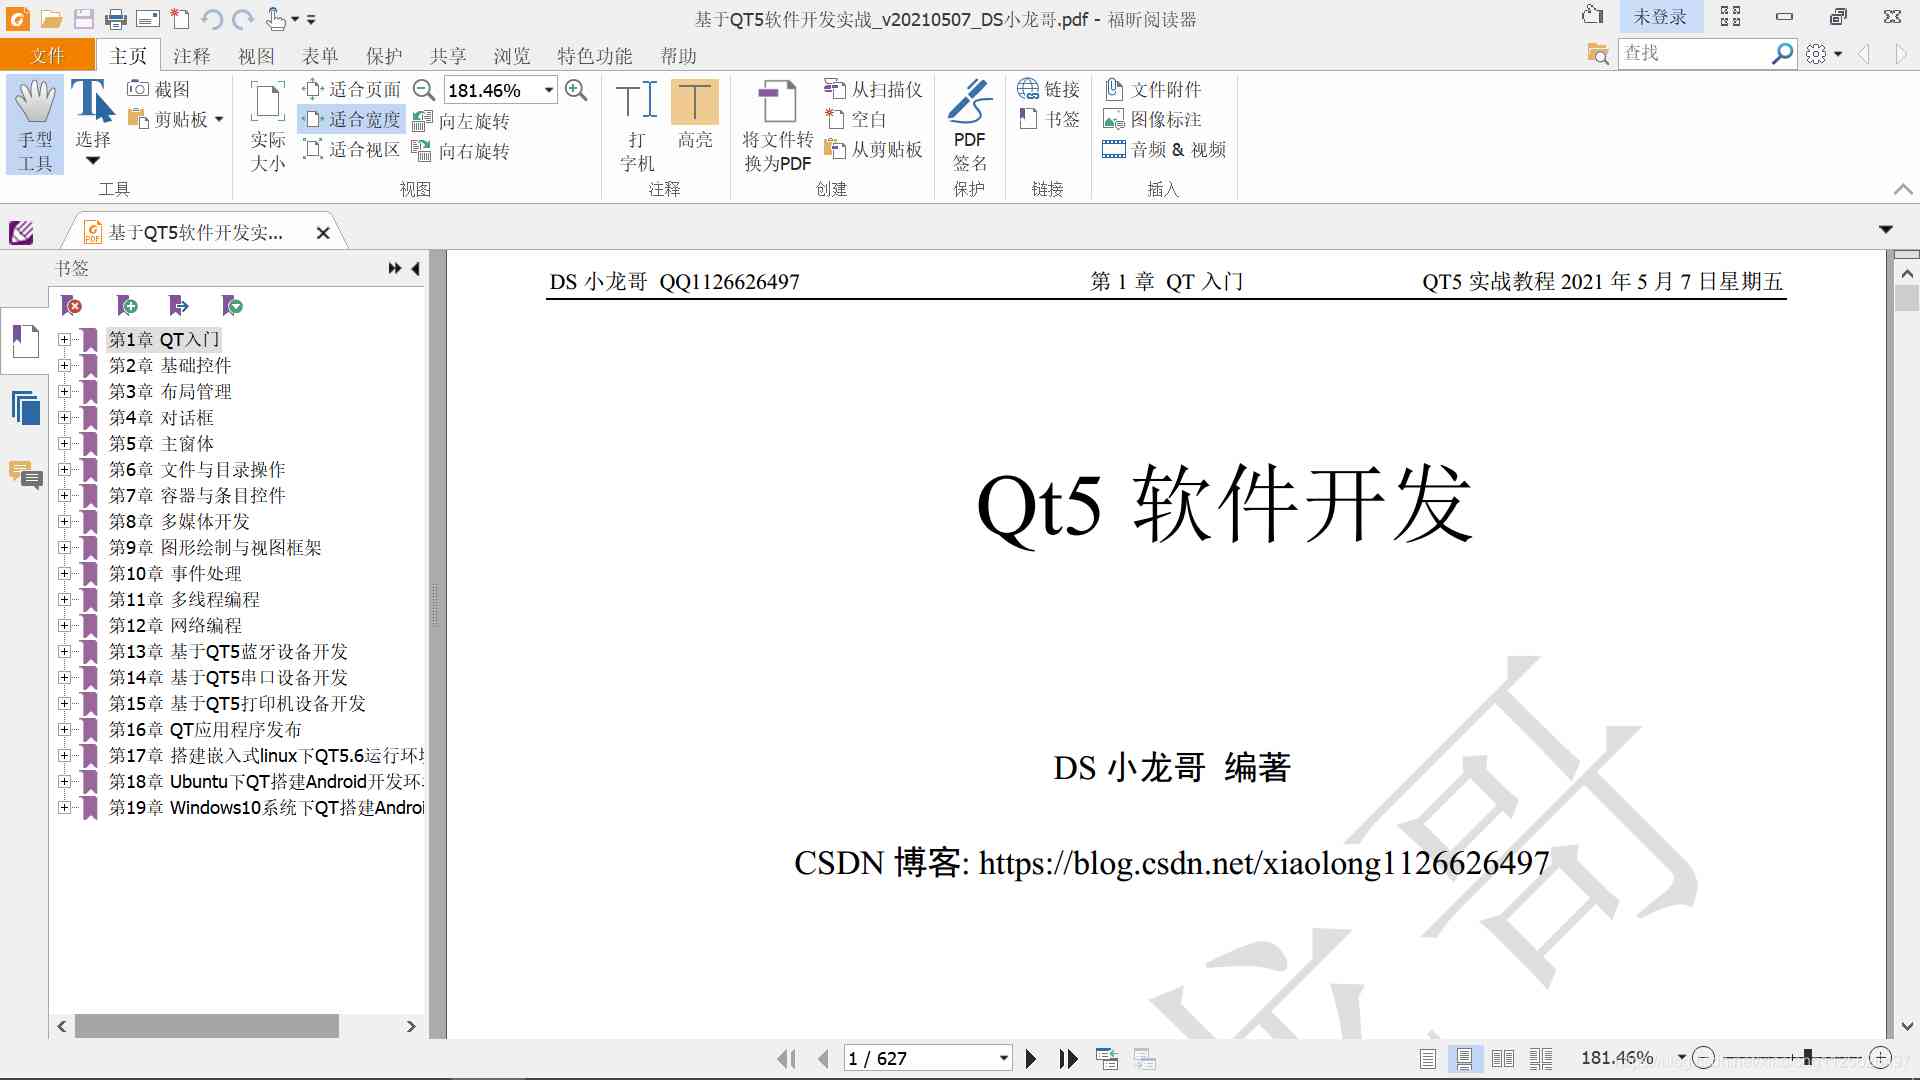 基于QT5软件开发实战_v20210507_DS小龙哥.pdf - 福昕阅读器
未登录
文件 主页 注释 视图 表单 保护 共享 浏览 特色功能 帮助
查找
手型
工具
选择
截图
剪贴板
工具
实际
大小
适合页面
适合宽度
适合视区
181.46%
向左旋转
向右旋转
视图
打
字机
高亮
注释
将文件转
换为PDF
从扫描仪
空白
从剪贴板
创建
PDF
签名
保护
链接
书签
链接
文件附件
图像标注
音频 & 视频
插入
基于QT5软件开发实...
书签
第1章 QT入门
第2章 基础控件
第3章 布局管理
第4章 对话框
第5章 主窗体
第6章 文件与目录操作
第7章 容器与条目控件
第8章 多媒体开发
第9章 图形绘制与视图框架
第10章 事件处理
第11章 多线程编程
第12章 网络编程
第13章 基于QT5蓝牙设备开发
第14章 基于QT5串口设备开发
第15章 基于QT5打印机设备开发
第16章 QT应用程序发布
第17章 搭建嵌入式linux下QT5.6运行环
第18章 Ubuntu下QT搭建Android开发环
第19章 Windows10系统下QT搭建Androi
DS 小龙哥 QQ1126626497 第 1 章 QT 入门 QT5 实战教程 2021 年 5 月 7 日星期五
Qt5 软件开发
DS 小龙哥 编著
CSDN 博客: https://blog.csdn.net/xiaolong1126626497
哥
1 / 627
181.46%